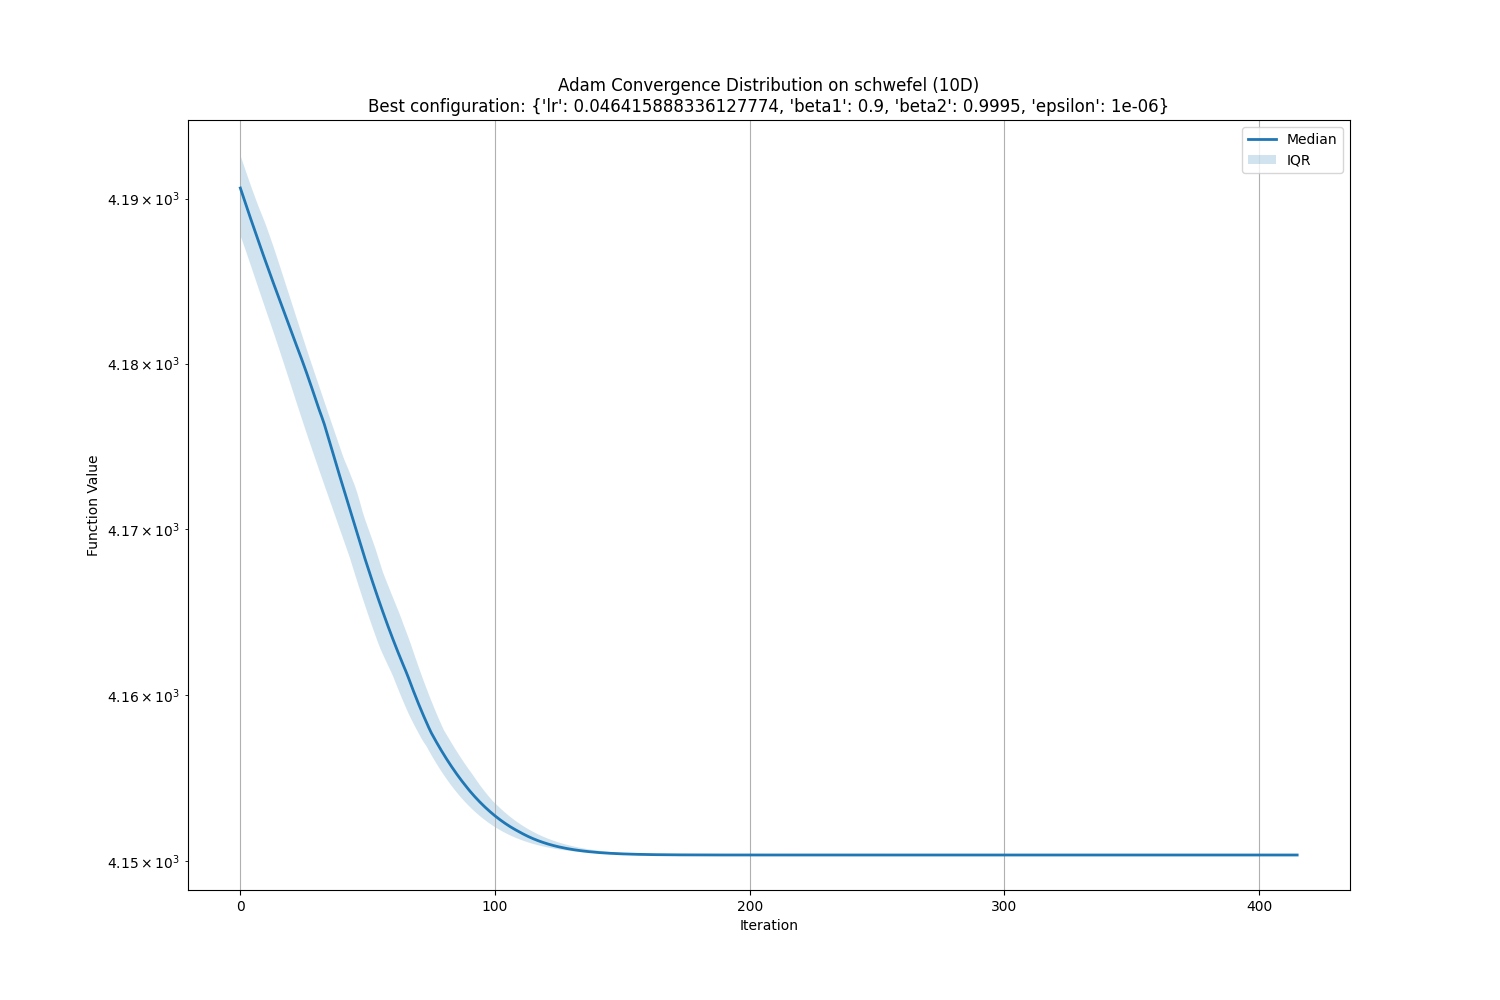 Adam Convergence Distribution on schwefel (10D)
Best configuration: {'lr': 0.046415888336127774, 'beta1': 0.9, 'beta2': 0.9995, 'epsilon': 1e-06}
Median
IQR
4.19 × 10³
4.18 × 10³
4.17 × 10³
4.16 × 10³
4.15 × 10³
Function Value
0 100 200 300 400
Iteration